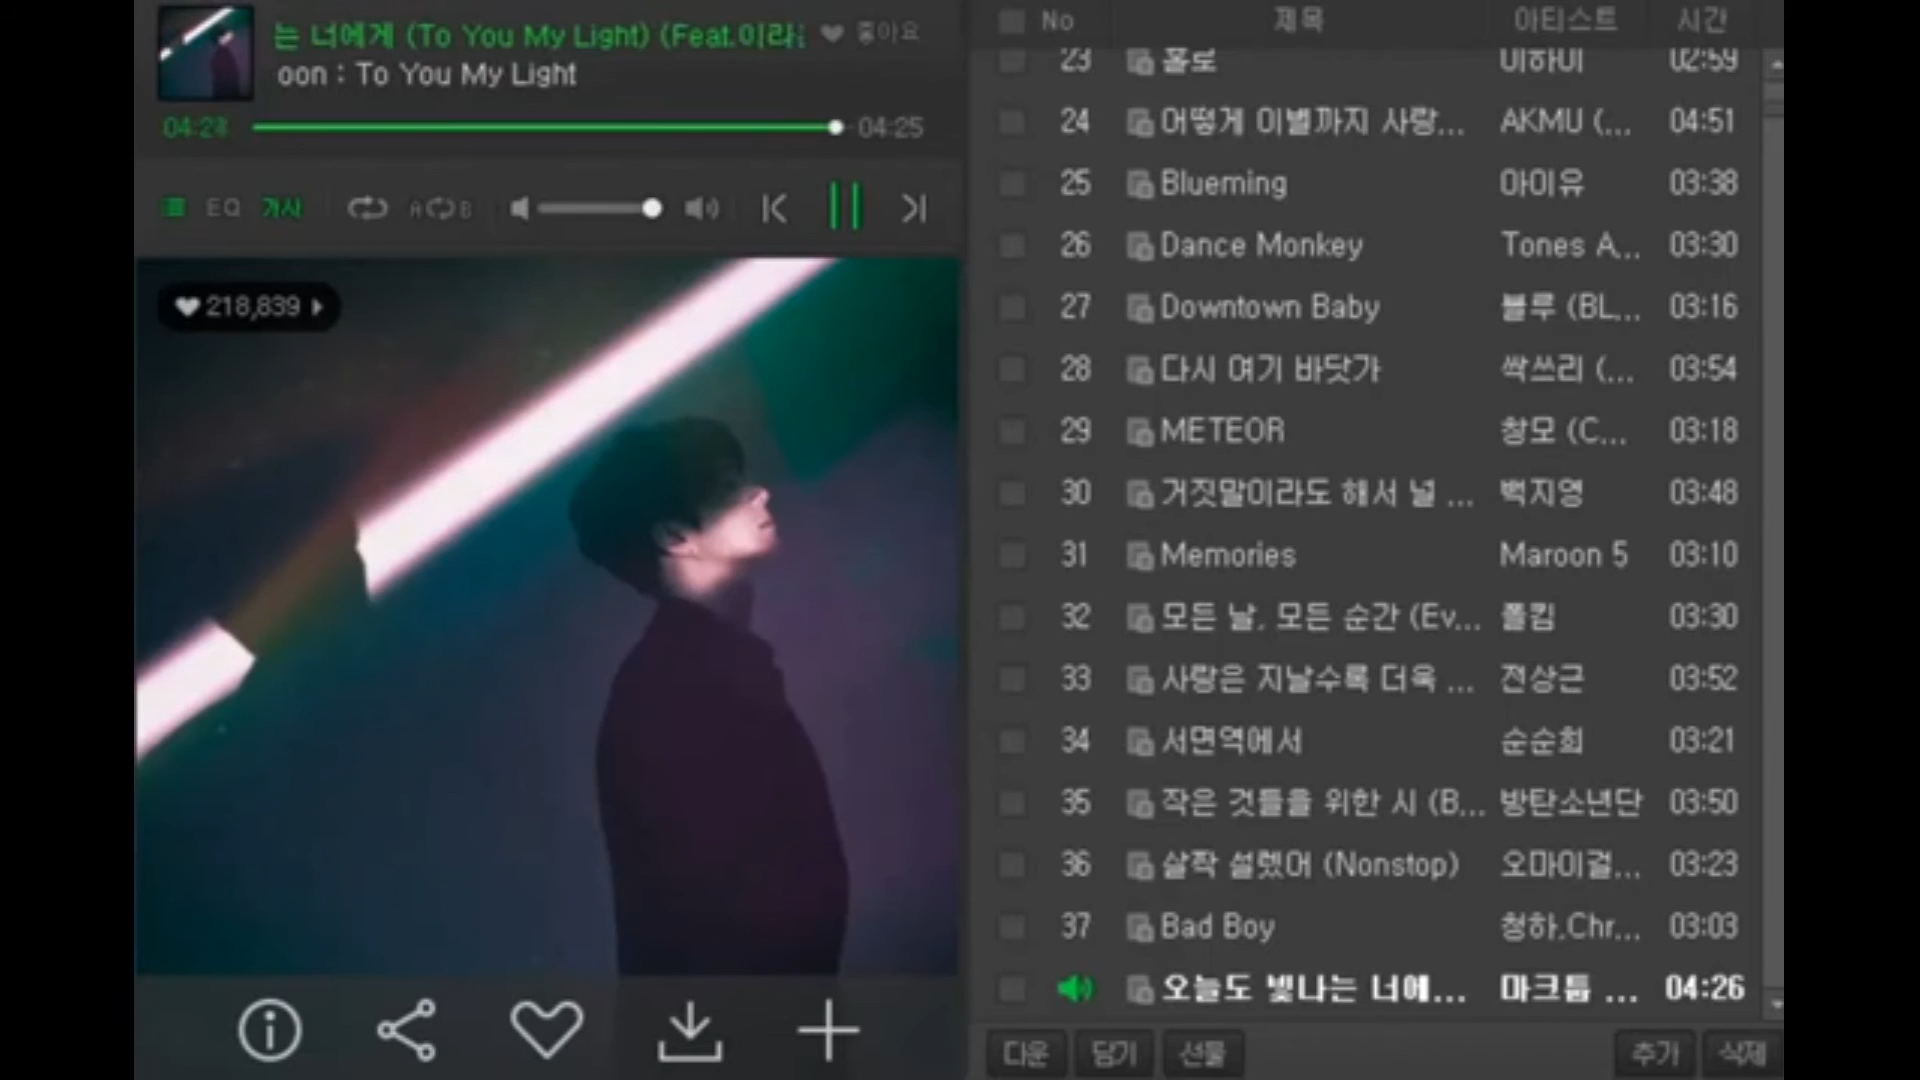 는 너에게 (To You My Light) (Feat.이라
좋아요
oon : To You My Light
04:25
EQ 가사 A B
218,839
No 제목 아티스트 시간
23 홀로 이하이 02:59
24 어떻게 이별까지 사랑... AKMU (... 04:51
25 Blueming 아이유 03:38
26 Dance Monkey Tones A... 03:30
27 Downtown Baby 블루 (BL... 03:16
28 다시 여기 바닷가 싹쓰리 (... 03:54
29 METEOR 창모 (C... 03:18
30 거짓말이라도 해서 널 ... 백지영 03:48
31 Memories Maroon 5 03:10
32 모든 날, 모든 순간 (Ev... 폴킴 03:30
33 사랑은 지날수록 더욱 ... 전상근 03:52
34 서면역에서 순순희 03:21
35 작은 것들을 위한 시 (B... 방탄소년단 03:50
36 살짝 설렜어 (Nonstop) 오마이걸... 03:23
37 Bad Boy 청하,Chr... 03:03
오늘도 빛나는 너에... 마크툽 ... 04:26
다운 담기 선물 추가 삭제